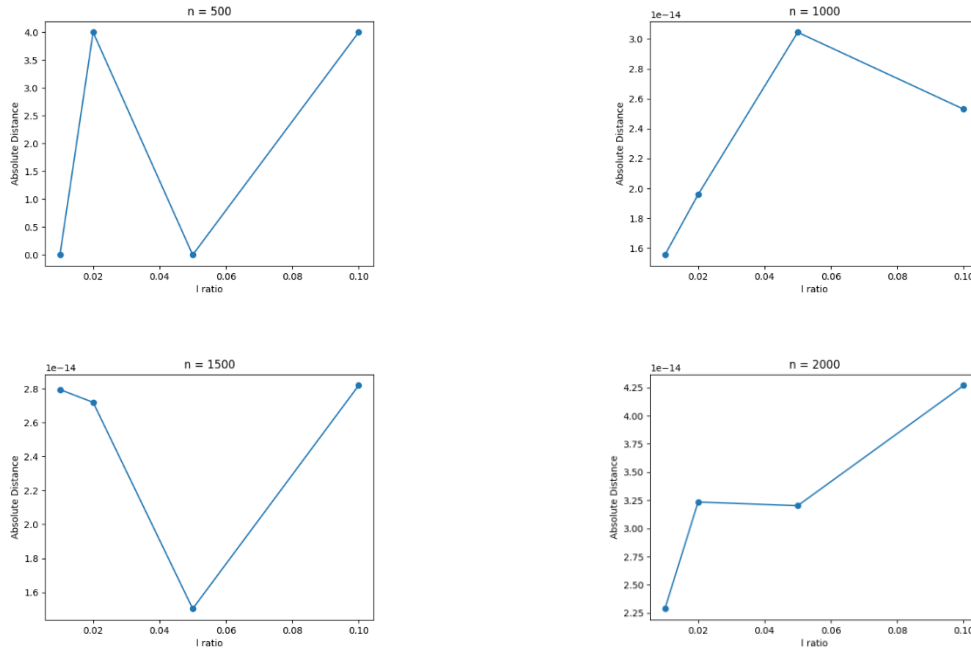 n = 500
4.0
3.5
3.0
2.5
2.0
1.5
1.0
0.5
0.0
Absolute Distance
0.02 0.04 0.06 0.08 0.10
l ratio
n = 1000
1e−14
3.0
2.8
2.6
2.4
2.2
2.0
1.8
1.6
Absolute Distance
0.02 0.04 0.06 0.08 0.10
l ratio
n = 1500
1e−14
2.8
2.6
2.4
2.2
2.0
1.8
1.6
Absolute Distance
0.02 0.04 0.06 0.08 0.10
l ratio
n = 2000
1e−14
4.25
4.00
3.75
3.50
3.25
3.00
2.75
2.50
2.25
Absolute Distance
0.02 0.04 0.06 0.08 0.10
l ratio